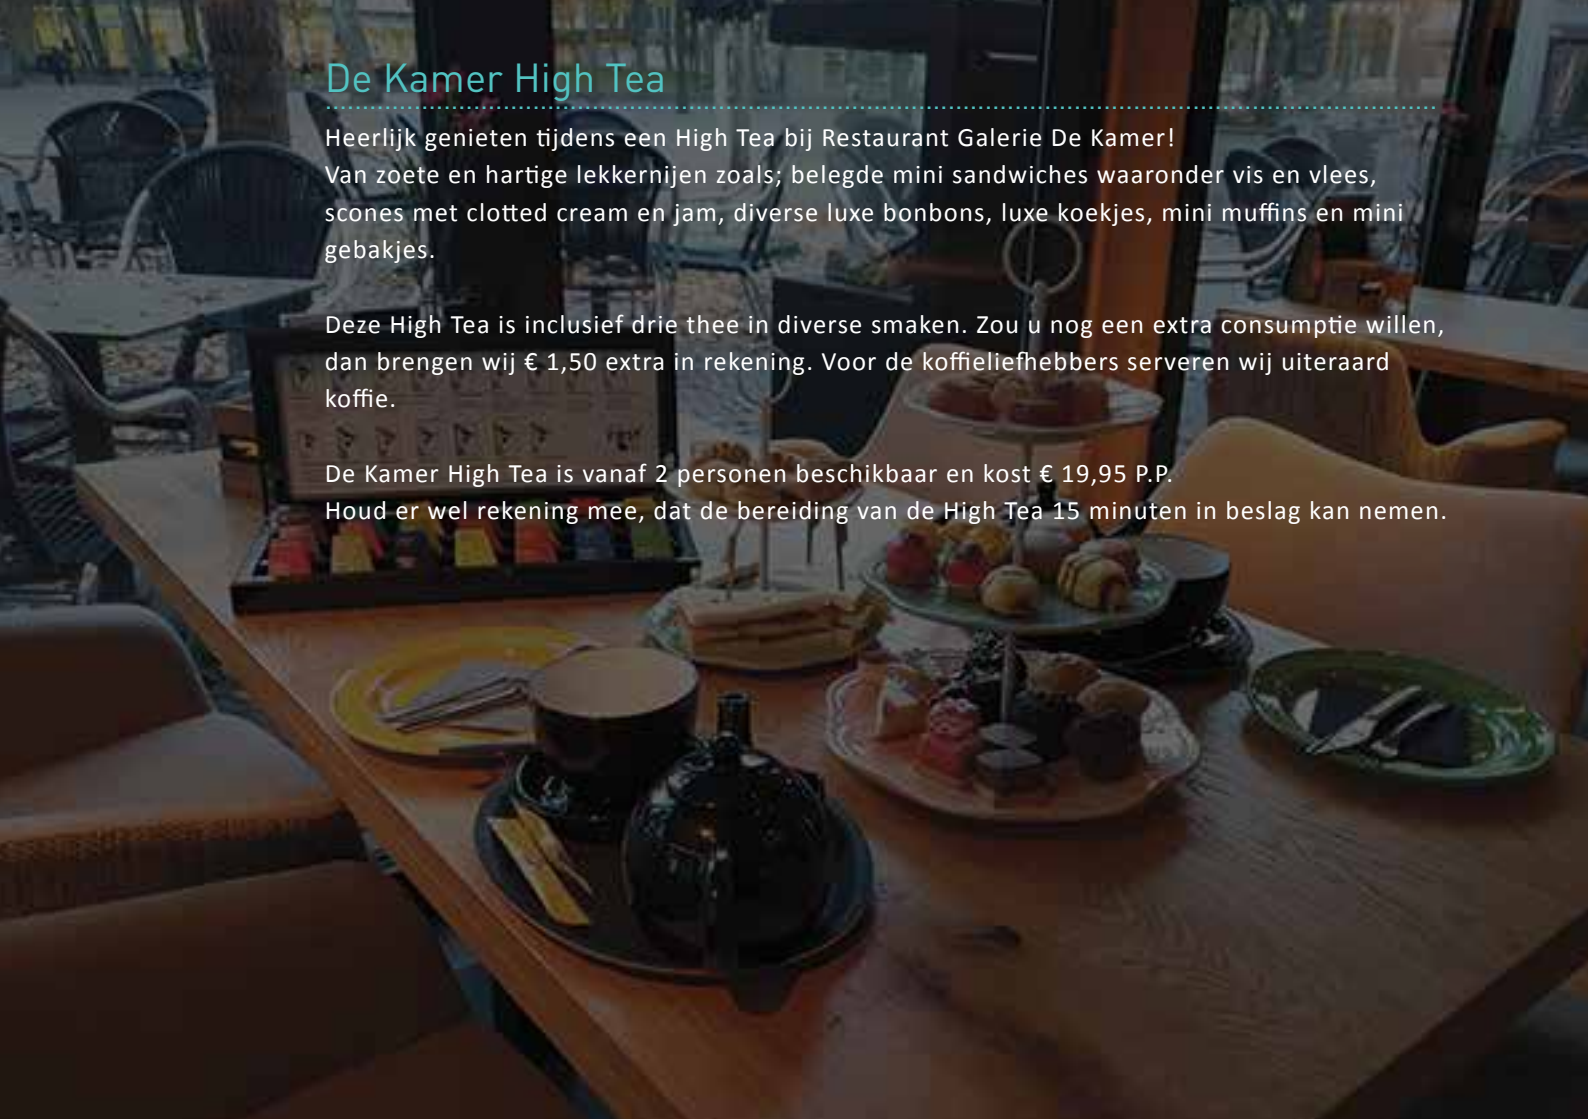 De Kamer High Tea
Heerlijk genieten tijdens een High Tea bij Restaurant Galerie De Kamer!
Van zoete en hartige lekkernijen zoals; belegde mini sandwiches waaronder vis en vlees,
scones met clotted cream en jam, diverse luxe bonbons, luxe koekjes, mini muffins en mini
gebakjes.
Deze High Tea is inclusief drie thee in diverse smaken. Zou u nog een extra consumptie willen,
dan brengen wij € 1,50 extra in rekening. Voor de koffieliefhebbers serveren wij uiteraard
koffie.
De Kamer High Tea is vanaf 2 personen beschikbaar en kost € 19,95 P.P.
Houd er wel rekening mee, dat de bereiding van de High Tea 15 minuten in beslag kan nemen.